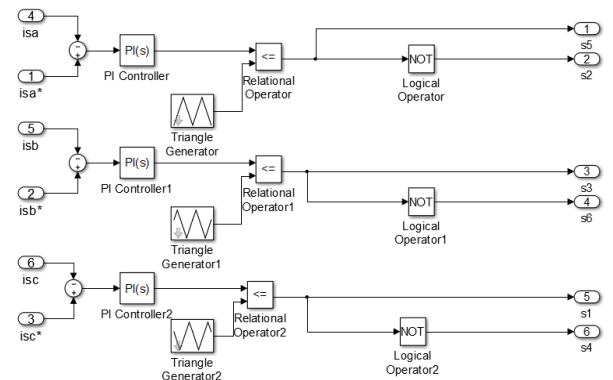 4
isa
1
isa*
PI(s)
PI Controller
<=
Relational
Operator
Triangle
Generator
NOT
Logical
Operator
1
s5
2
s2
5
isb
2
isb*
PI(s)
PI Controller1
<=
Relational
Operator1
Triangle
Generator1
NOT
Logical
Operator1
3
s3
4
s6
6
isc
3
isc*
PI(s)
PI Controller2
<=
Relational
Operator2
Triangle
Generator2
NOT
Logical
Operator2
5
s1
6
s4